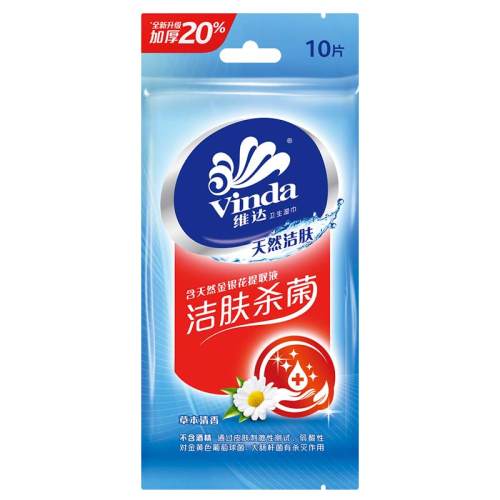 *全新升级
加厚20%
10片
Vinda
®
维达 卫生湿巾
天然洁肤
含天然金银花提取液
洁肤杀菌
草本清香
不含酒精 通过皮肤刺激性测试，弱酸性
对金黄色葡萄球菌、大肠杆菌有杀灭作用